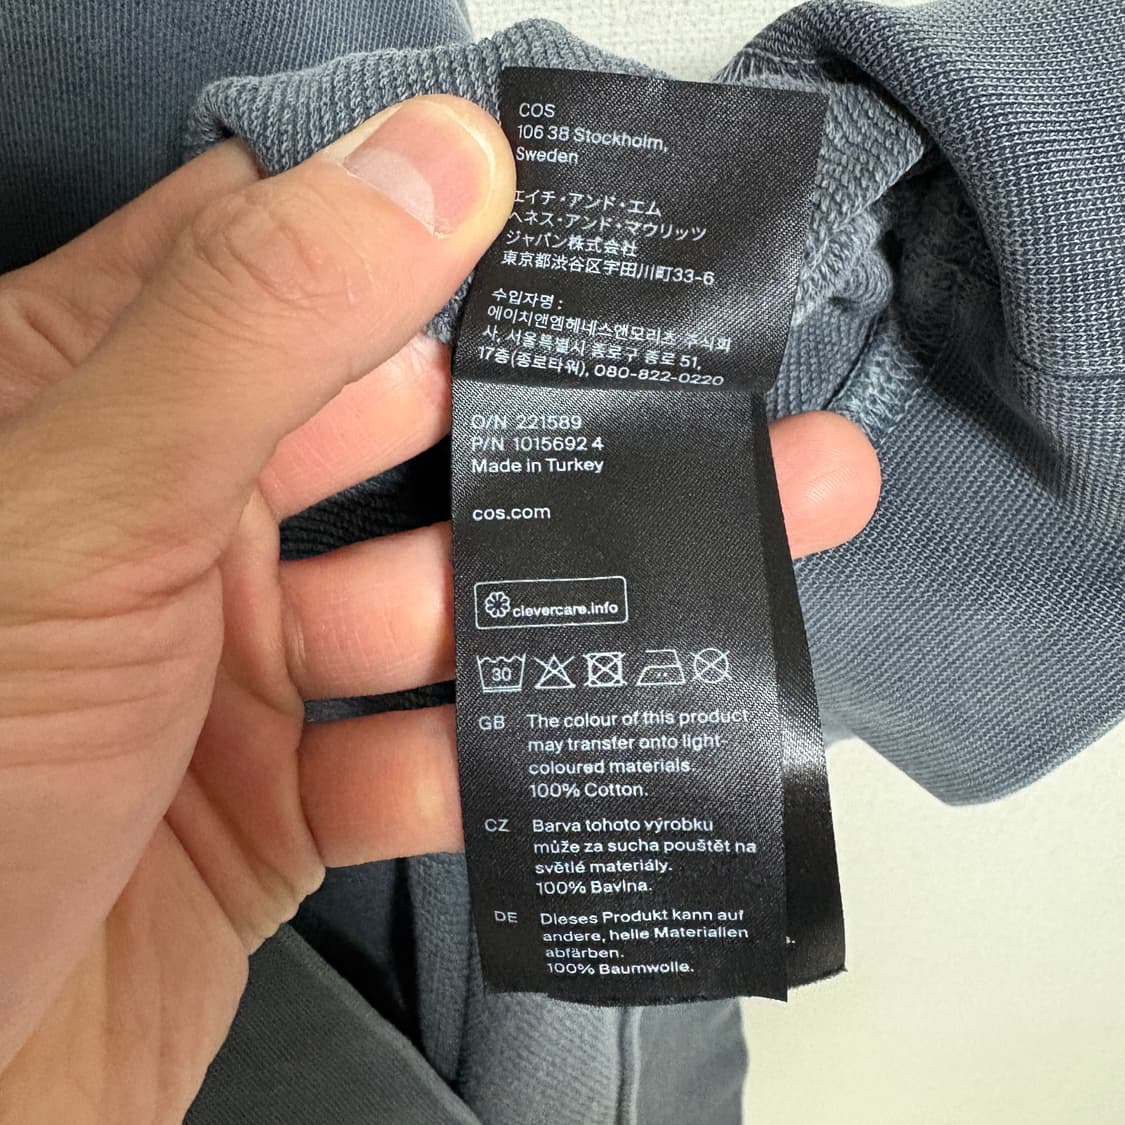 COS
106 38 Stockholm,
Sweden
エイチ・アンド・エム
ヘネス・アンド・マウリッツ
ジャパン株式会社
東京都渋谷区宇田川町33-6
수입자명 :
에이치앤엠헤네스앤모리츠 주식회
사, 서울특별시 종로구 종로 51,
17층(종로타워), 080-822-0220
O/N 221589
P/N 1015692 4
Made in Turkey
cos.com
clevercare.info
30
GB The colour of this product
may transfer onto light-
coloured materials.
100% Cotton.
CZ Barva tohoto výrobku
může za sucha pouštět na
světlé materiály.
100% Bavlna.
DE Dieses Produkt kann auf
andere, helle Materialien
abfärben.
100% Baumwolle.